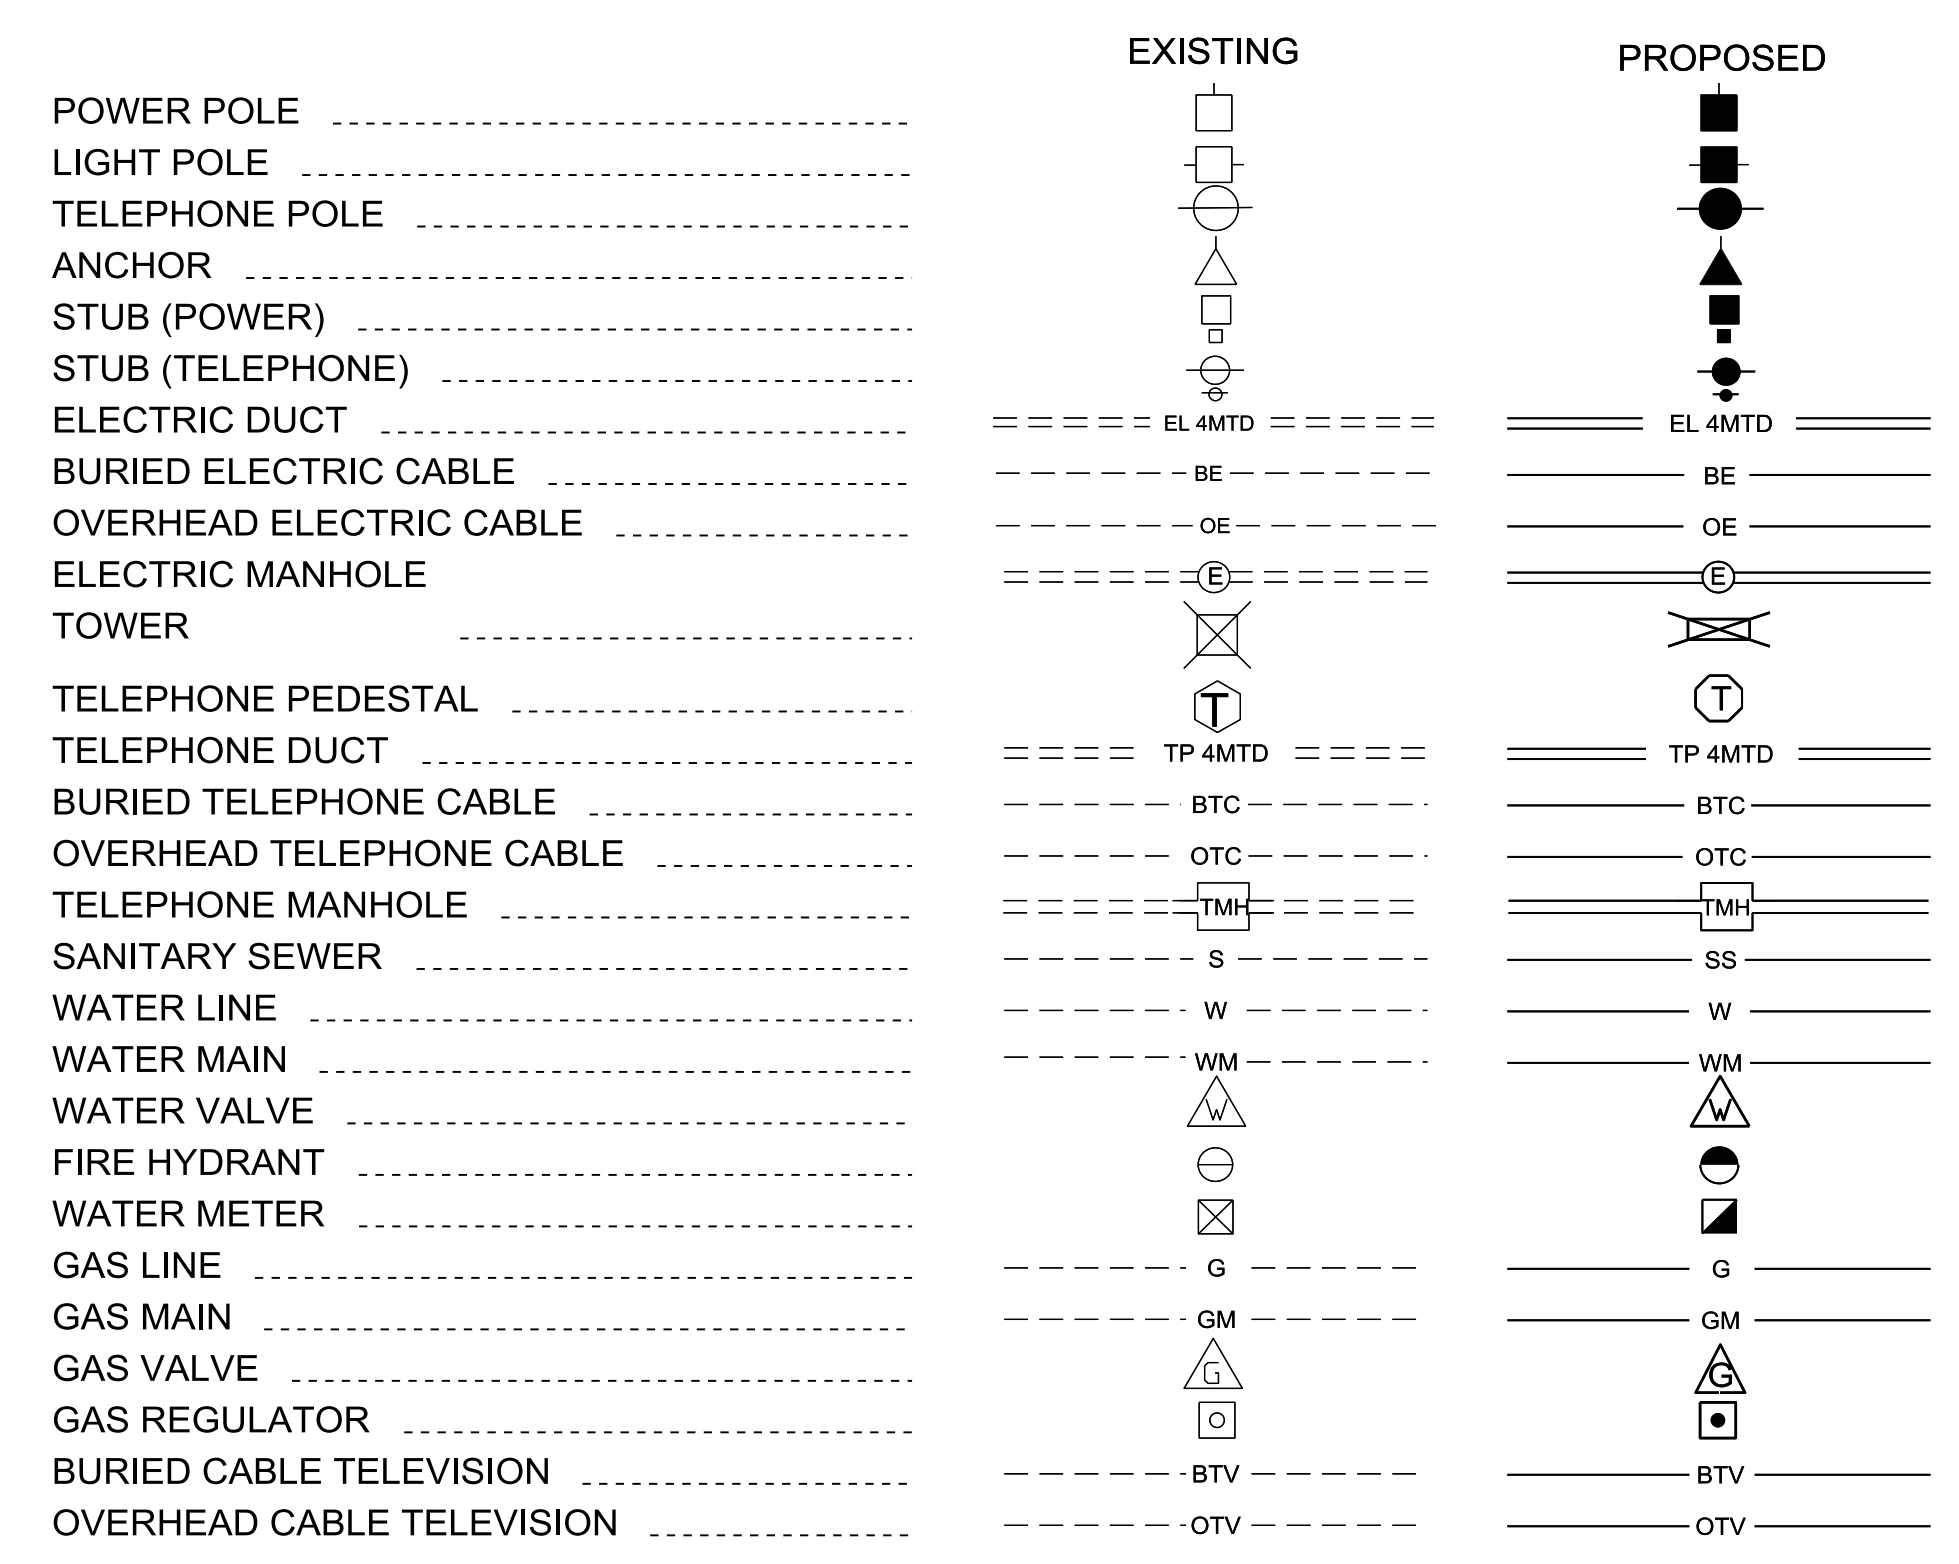 EXISTING PROPOSED
POWER POLE
LIGHT POLE
TELEPHONE POLE
ANCHOR
STUB (POWER)
STUB (TELEPHONE)
ELECTRIC DUCT EL 4MTD EL 4MTD
BURIED ELECTRIC CABLE BE BE
OVERHEAD ELECTRIC CABLE OE OE
ELECTRIC MANHOLE E E
TOWER
TELEPHONE PEDESTAL T T
TELEPHONE DUCT TP 4MTD TP 4MTD
BURIED TELEPHONE CABLE BTC BTC
OVERHEAD TELEPHONE CABLE OTC OTC
TELEPHONE MANHOLE TMH TMH
SANITARY SEWER S SS
WATER LINE W W
WATER MAIN WM WM
WATER VALVE W W
FIRE HYDRANT
WATER METER
GAS LINE G G
GAS MAIN GM GM
GAS VALVE G G
GAS REGULATOR
BURIED CABLE TELEVISION BTV BTV
OVERHEAD CABLE TELEVISION OTV OTV